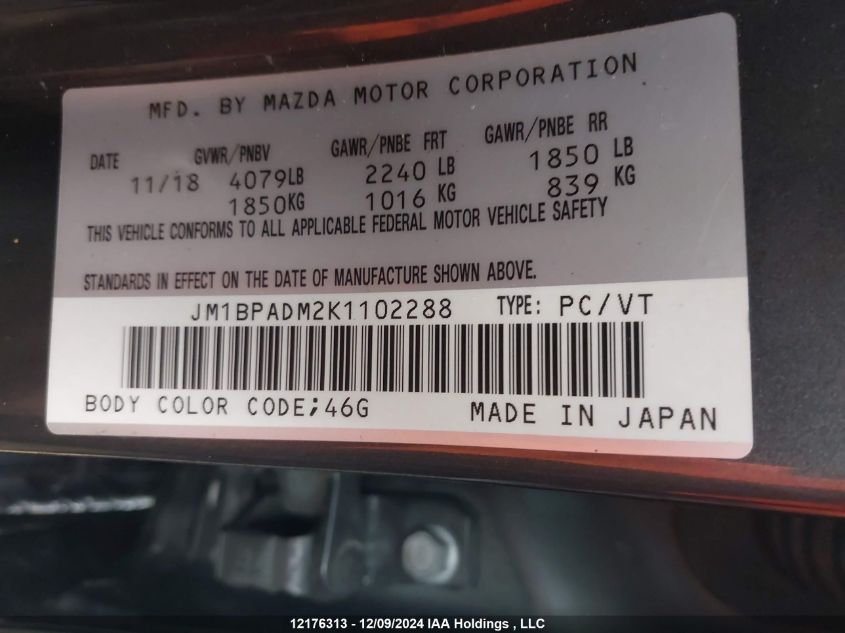 MFD. BY MAZDA MOTOR CORPORATION
DATE GVWR/PNBV GAWR/PNBE FRT GAWR/PNBE RR
11/18 4079LB 2240 LB 1850 LB
1850KG 1016 KG 839 KG
THIS VEHICLE CONFORMS TO ALL APPLICABLE FEDERAL MOTOR VEHICLE SAFETY
STANDARDS IN EFFECT ON THE DATE OF MANUFACTURE SHOWN ABOVE.
JM1BPADM2K1102288 TYPE: PC/VT
BODY COLOR CODE;46G MADE IN JAPAN
12176313 - 12/09/2024 IAA Holdings , LLC